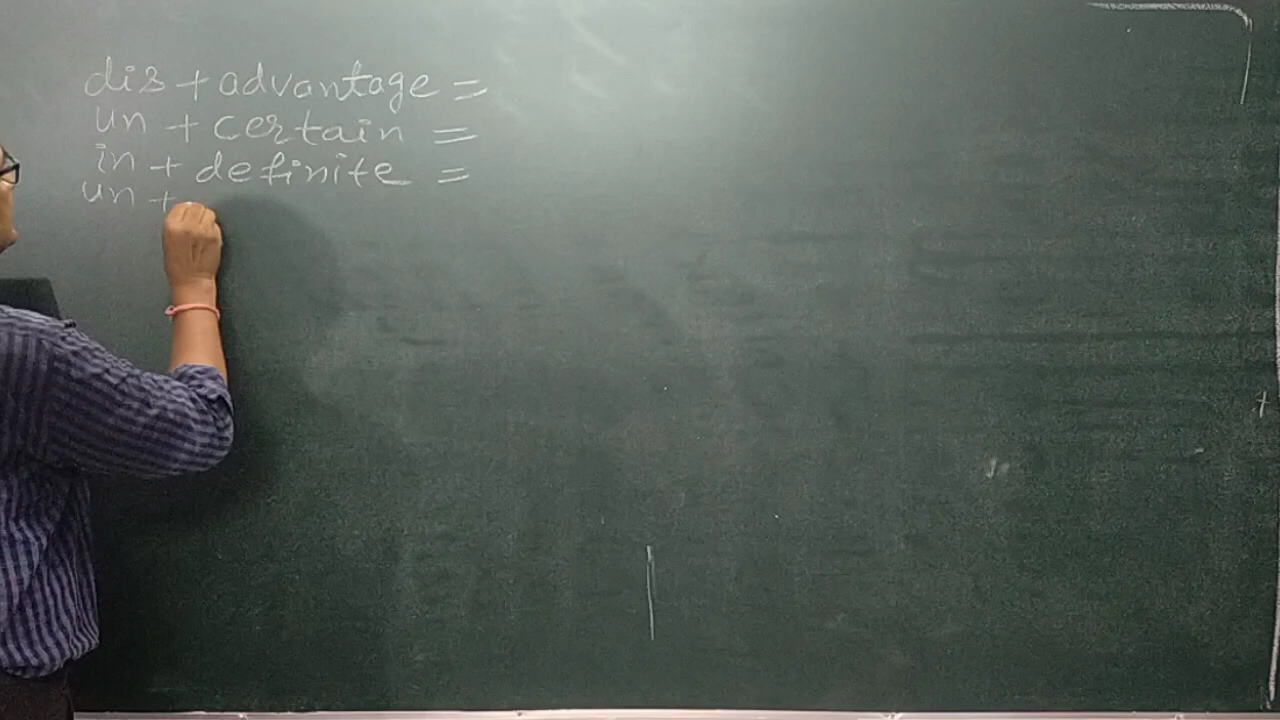 dis + advantage =
un + certain =
in + definite =
un +